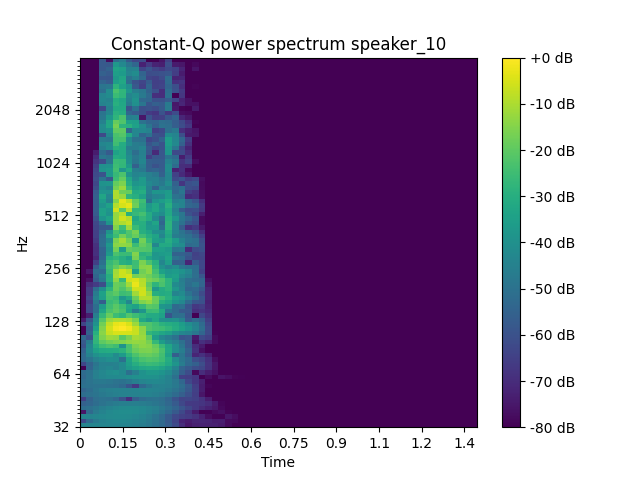 Constant-Q power spectrum speaker_10
+0 dB
2048
-10 dB
1024
-20 dB
512
-30 dB
Hz
-40 dB
256
-50 dB
128
-60 dB
64
-70 dB
32
-80 dB
0 0.15 0.3 0.45 0.6 0.75 0.9 1.1 1.2 1.4
Time